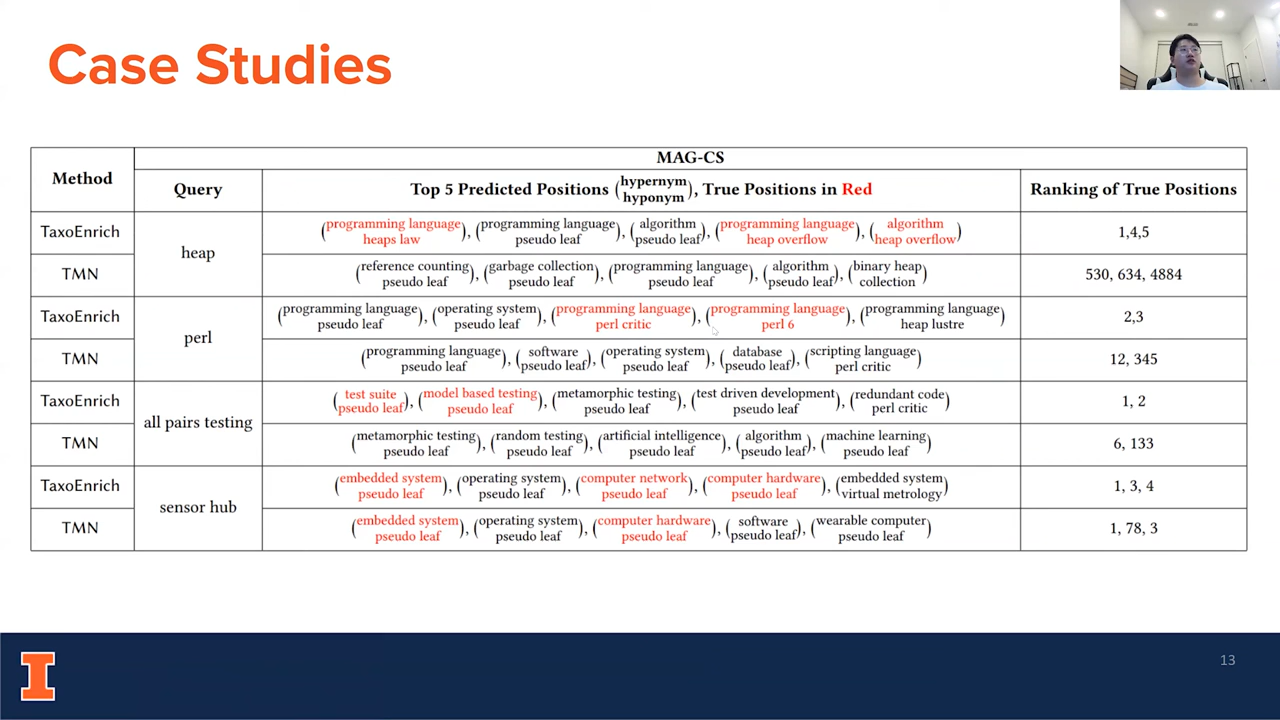 Case Studies
MAG-CS
Method
Query
Top 5 Predicted Positions (hypernym hyponym), True Positions in Red
Ranking of True Positions
TaxoEnrich
heap
(programming language heaps law), (programming language pseudo leaf), (algorithm pseudo leaf), (programming language heap overflow), (algorithm heap overflow)
1,4,5
TMN
(reference counting pseudo leaf), (garbage collection pseudo leaf), (programming language pseudo leaf), (algorithm pseudo leaf), (binary heap collection)
530, 634, 4884
TaxoEnrich
perl
(programming language pseudo leaf), (operating system pseudo leaf), (programming language perl critic), (programming language perl 6), (programming language heap lustre)
2,3
TMN
(programming language pseudo leaf), (software pseudo leaf), (operating system pseudo leaf), (database pseudo leaf), (scripting language perl critic)
12, 345
TaxoEnrich
all pairs testing
(test suite pseudo leaf), (model based testing pseudo leaf), (metamorphic testing pseudo leaf), (test driven development pseudo leaf), (redundant code perl critic)
1, 2
TMN
(metamorphic testing pseudo leaf), (random testing pseudo leaf), (artificial intelligence pseudo leaf), (algorithm pseudo leaf), (machine learning pseudo leaf)
6, 133
TaxoEnrich
sensor hub
(embedded system pseudo leaf), (operating system pseudo leaf), (computer network pseudo leaf), (computer hardware pseudo leaf), (embedded system virtual metrology)
1, 3, 4
TMN
(embedded system pseudo leaf), (operating system pseudo leaf), (computer hardware pseudo leaf), (software pseudo leaf), (wearable computer pseudo leaf)
1, 78, 3
13